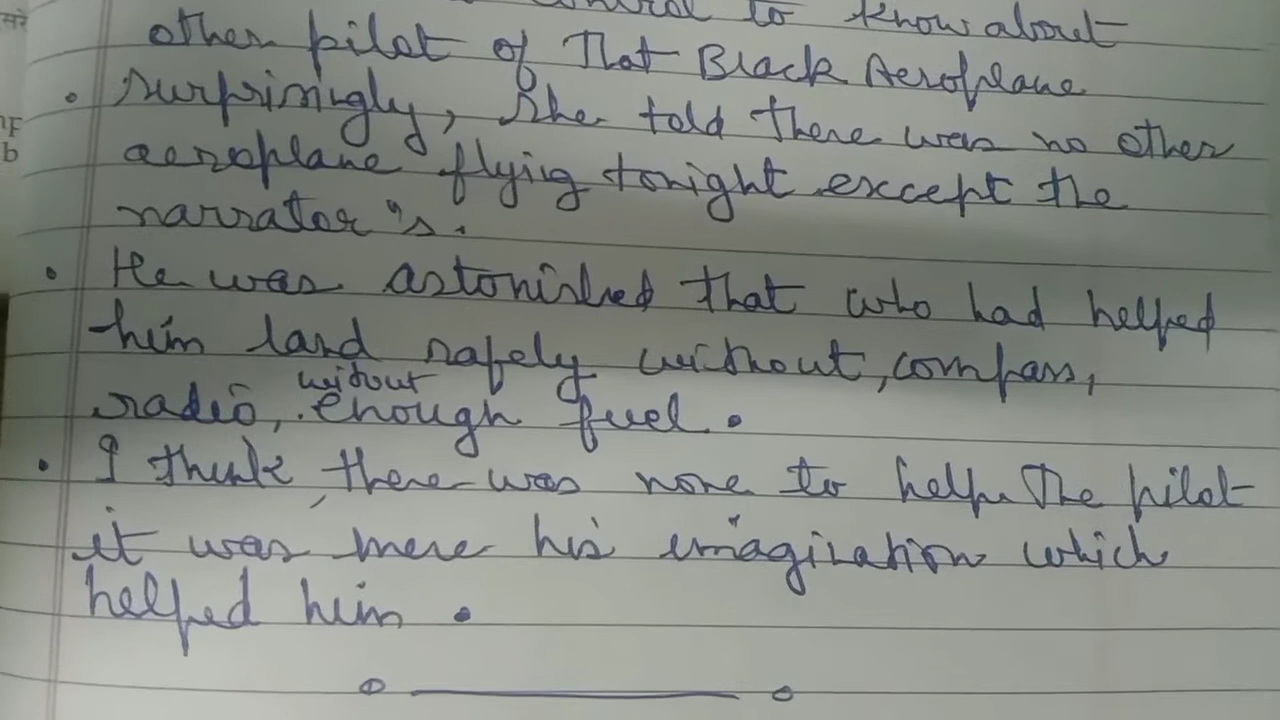 control to know about
other pilot of That Black Aeroplane
• surprisingly, she told there was no other
aeroplane flying tonight except the
narrator's.
• He was astonished that who had helped
him land safely without, compass,
without
radio, enough fuel.
• I think, there was none to help the pilot
it was mere his imagination which
helped him.